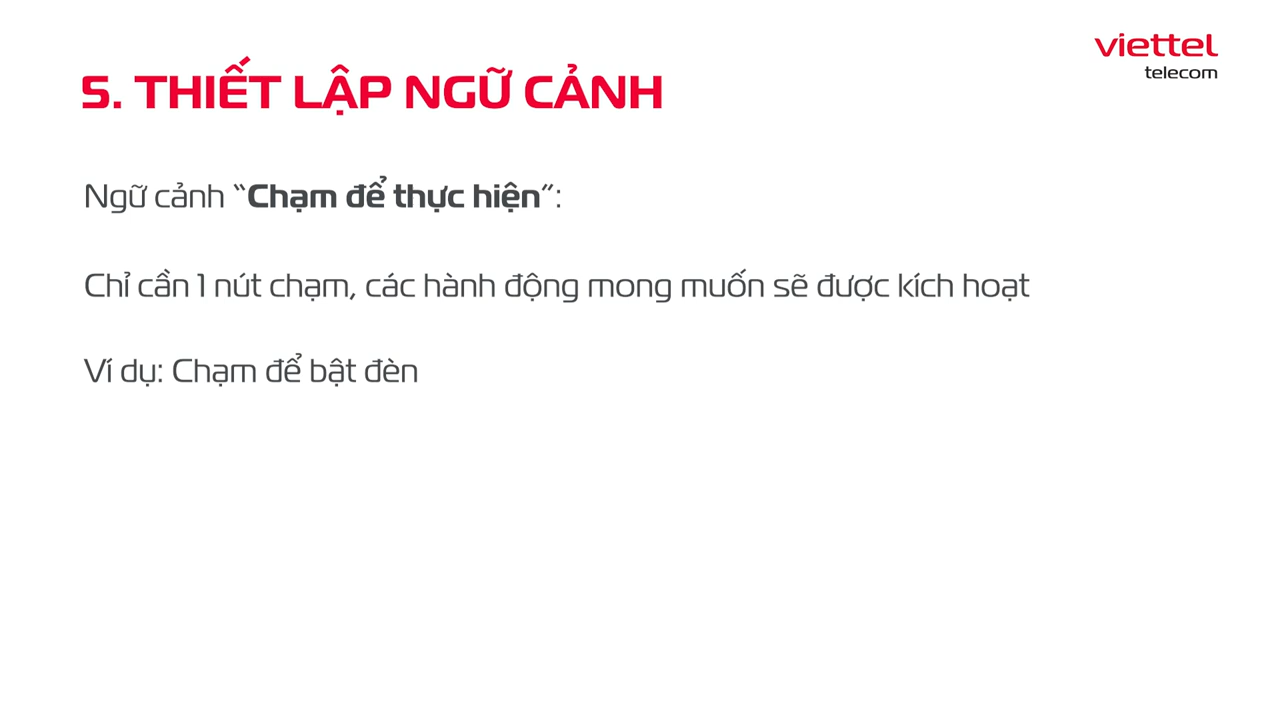 viettel
telecom
5. THIẾT LẬP NGỮ CẢNH
Ngữ cảnh “Chạm để thực hiện”:
Chỉ cần 1 nút chạm, các hành động mong muốn sẽ được kích hoạt
Ví dụ: Chạm để bật đèn